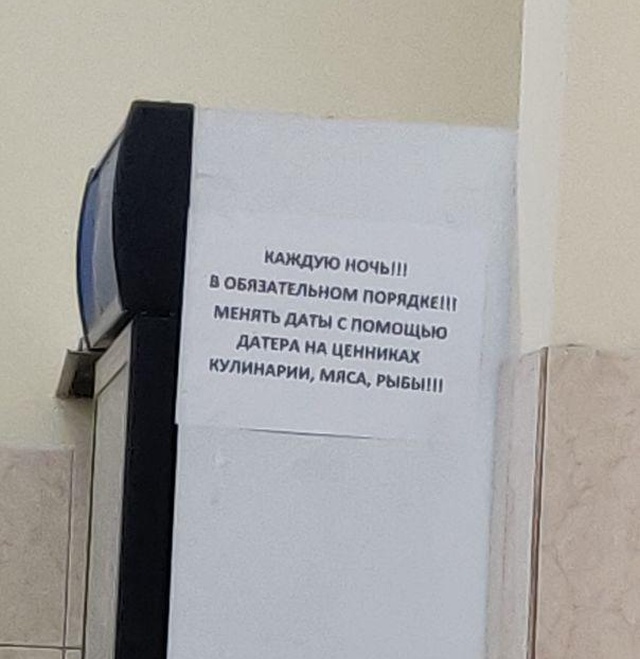 КАЖДУЮ НОЧЬ!!!
В ОБЯЗАТЕЛЬНОМ ПОРЯДКЕ!!!
МЕНЯТЬ ДАТЫ С ПОМОЩЬЮ
ДАТЕРА НА ЦЕННИКАХ
КУЛИНАРИИ, МЯСА, РЫБЫ!!!